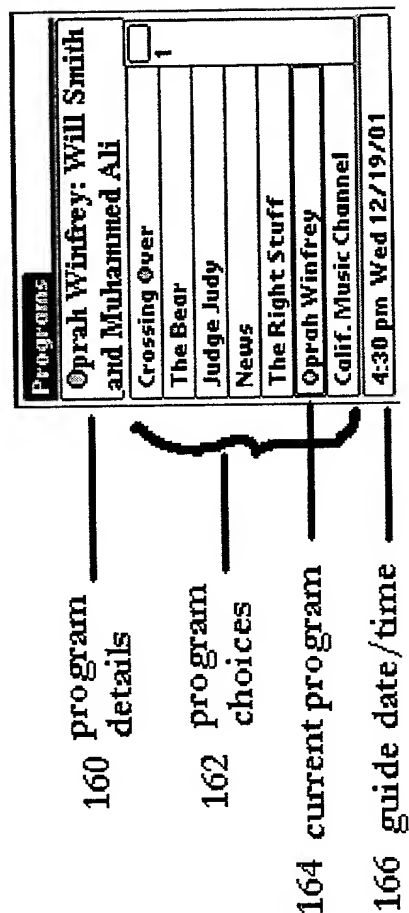 Programs
Oprah Winfrey: Will Smith
and Muhammed Ali
Crossing Over
The Bear
Judge Judy
News
The Right Stuff
Oprah Winfrey
Calif. Music Channel
1
4:30 pm Wed 12/19/01
160 program
details
162 program
choices
164 current program
166 guide date/time